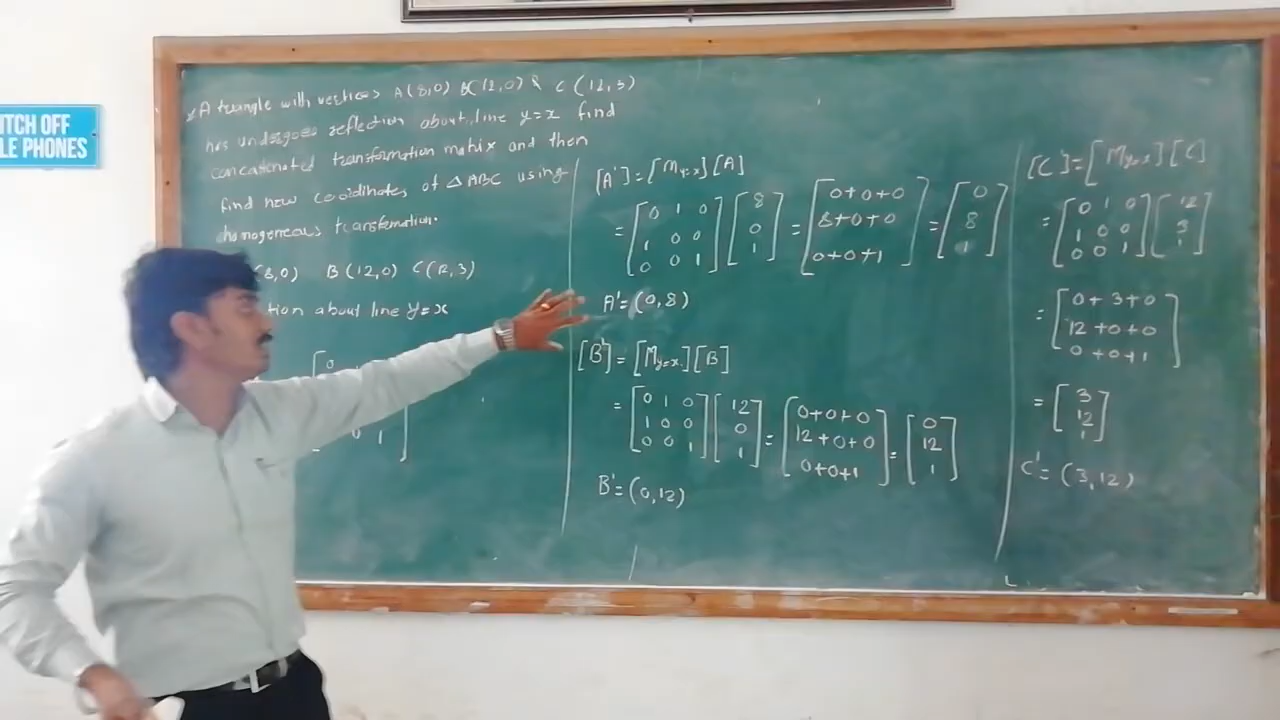 ITCH OFF
LE PHONES
A triangle with vertices A(8,0) B(12,0) & C(12,3)
has undergoes reflection about line y=x find
concatenated transformation matrix and then
find new coordinates of △ABC using
homogeneous transformation.
8,0) B(12,0) C(12,3)
tion about line y=x
[A'] = [My=x][A]
= [0 1 0 [8 = [0+0+0 = [0
1 0 0 0 8+0+0 8
0 0 1] 1] 0+0+1] 1]
A' = (0,8)
[B'] = [My=x][B]
= [0 1 0 [12 = [0+0+0 = [0
1 0 0 0 12+0+0 12
0 0 1] 1] 0+0+1] 1]
B' = (0,12)
[C'] = [My=x][C]
= [0 1 0 [12
1 0 0 3
0 0 1] 1]
= [0+3+0
12+0+0
0+0+1]
= [3
12
1]
C' = (3,12)